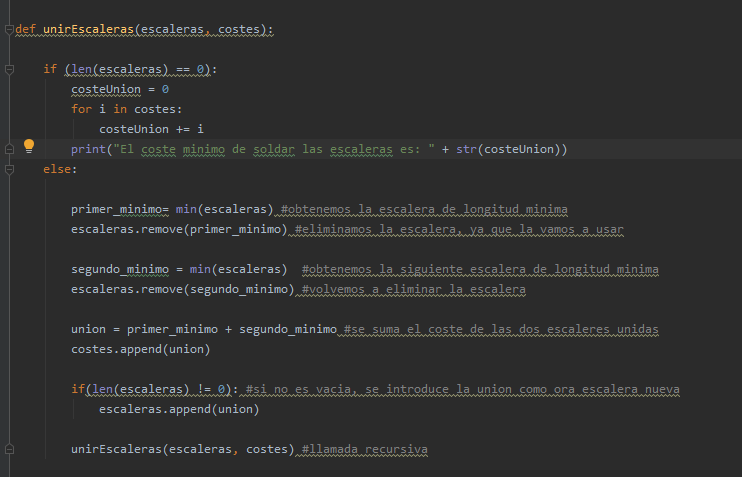 def unirEscaleras(escaleras, costes):
if (len(escaleras) == 0):
costeUnion = 0
for i in costes:
costeUnion += i
print("El coste minimo de soldar las escaleras es: " + str(costeUnion))
else:
primer_minimo= min(escaleras) #obtenemos la escalera de longitud minima
escaleras.remove(primer_minimo) #eliminamos la escalera, ya que la vamos a usar
segundo_minimo = min(escaleras)  #obtenemos la siguiente escalera de longitud minima
escaleras.remove(segundo_minimo) #volvemos a eliminar la escalera
union = primer_minimo + segundo_minimo #se suma el coste de las dos escaleres unidas
costes.append(union)
if(len(escaleras) != 0): #si no es vacia, se introduce la union como ora escalera nueva
escaleras.append(union)
unirEscaleras(escaleras, costes) #llamada recursiva